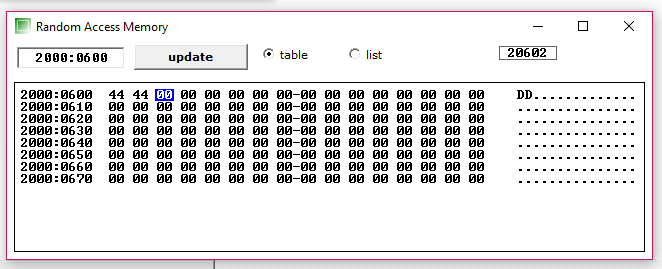 Random Access Memory
2000:0600 update table list 20602
2000:0600 44 44 00 00 00 00 00 00-00 00 00 00 00 00 00 00 DD..............
2000:0610 00 00 00 00 00 00 00 00-00 00 00 00 00 00 00 00 ................
2000:0620 00 00 00 00 00 00 00 00-00 00 00 00 00 00 00 00 ................
2000:0630 00 00 00 00 00 00 00 00-00 00 00 00 00 00 00 00 ................
2000:0640 00 00 00 00 00 00 00 00-00 00 00 00 00 00 00 00 ................
2000:0650 00 00 00 00 00 00 00 00-00 00 00 00 00 00 00 00 ................
2000:0660 00 00 00 00 00 00 00 00-00 00 00 00 00 00 00 00 ................
2000:0670 00 00 00 00 00 00 00 00-00 00 00 00 00 00 00 00 ................